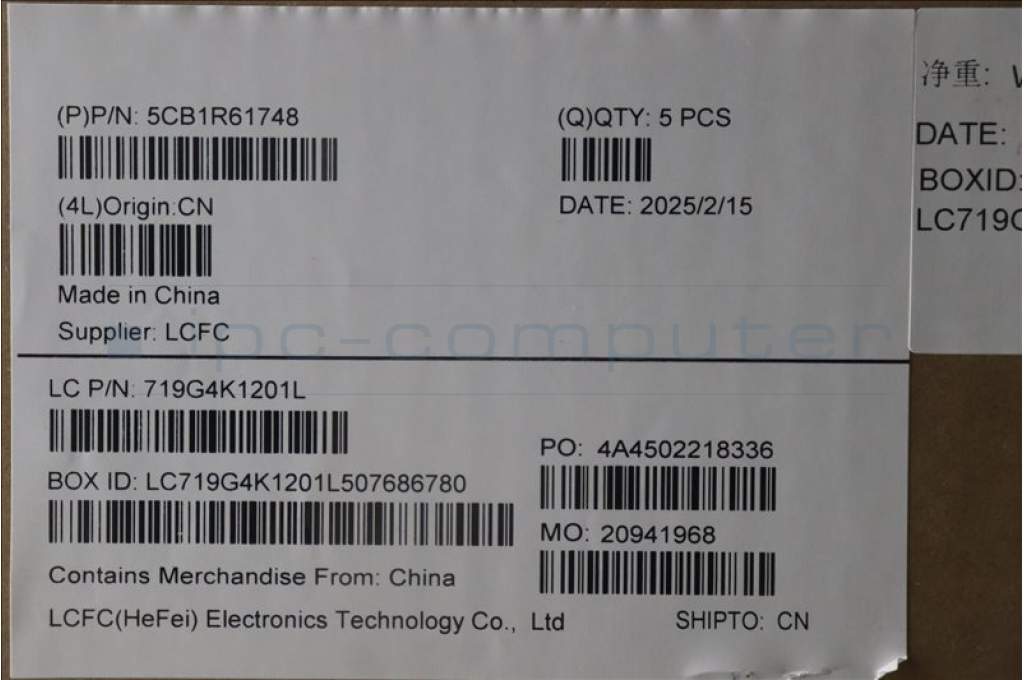 (P)P/N: 5CB1R61748
(Q)QTY: 5 PCS
(4L)Origin:CN
DATE: 2025/2/15
Made in China
Supplier: LCFC
ipc-computer
LC P/N: 719G4K1201L
PO: 4A4502218336
BOX ID: LC719G4K1201L507686780
MO: 20941968
Contains Merchandise From: China
LCFC(HeFei) Electronics Technology Co., Ltd
SHIPTO: CN
净重:
DATE:
BOXID: